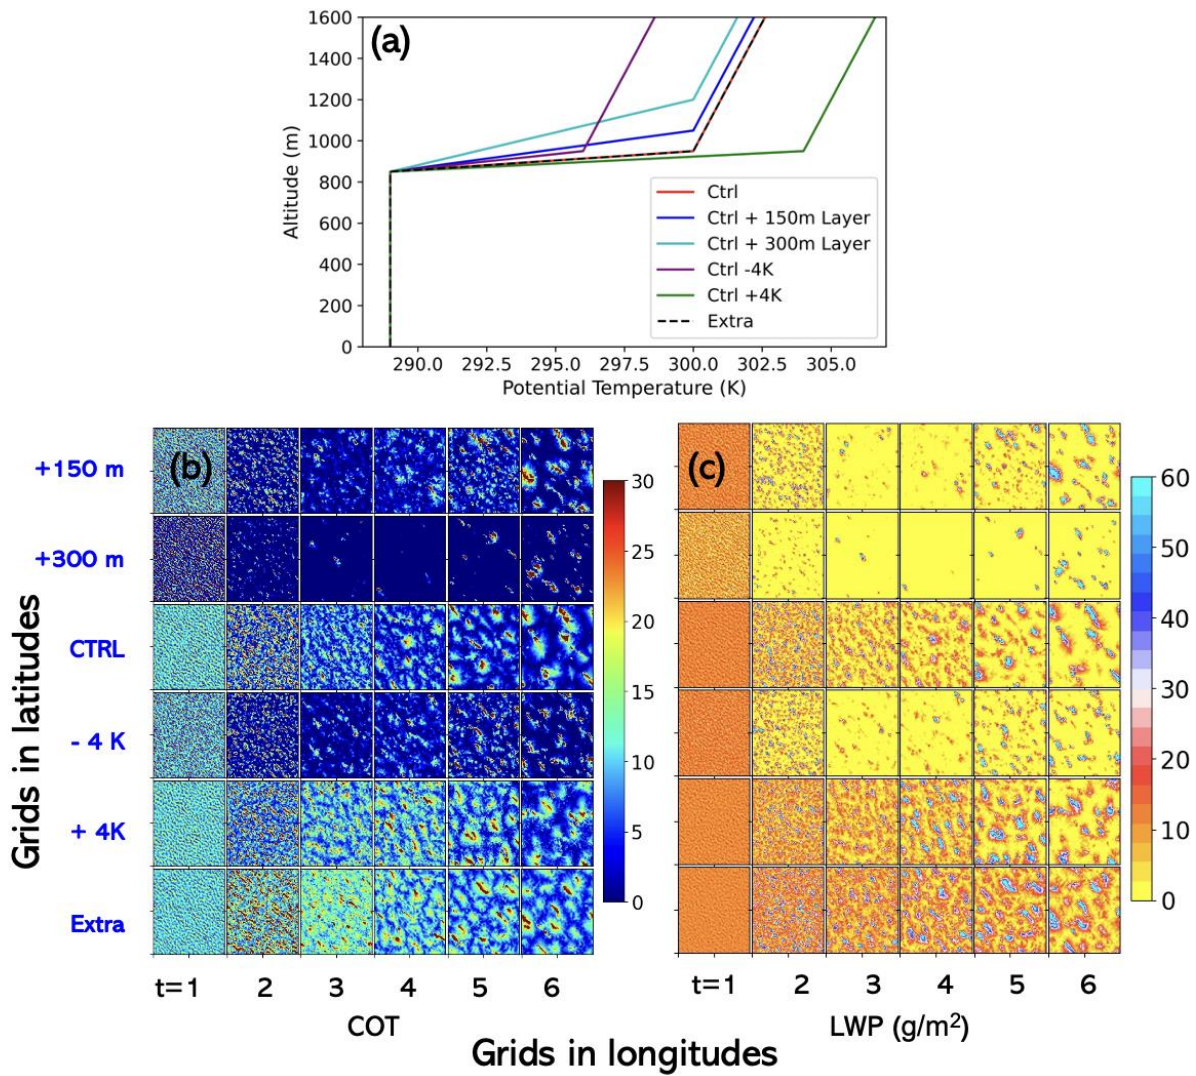 (a)
1600
1400
1200
1000
800
600
400
200
0
Altitude (m)
290.0 292.5 295.0 297.5 300.0 302.5 305.0
Potential Temperature (K)
Ctrl
Ctrl + 150m Layer
Ctrl + 300m Layer
Ctrl -4K
Ctrl +4K
Extra
Grids in latitudes
+150 m
+300 m
CTRL
- 4 K
+ 4K
Extra
(b)
30
25
20
15
10
5
0
t=1 2 3 4 5 6
COT
(c)
60
50
40
30
20
10
0
t=1 2 3 4 5 6
LWP (g/m²)
Grids in longitudes